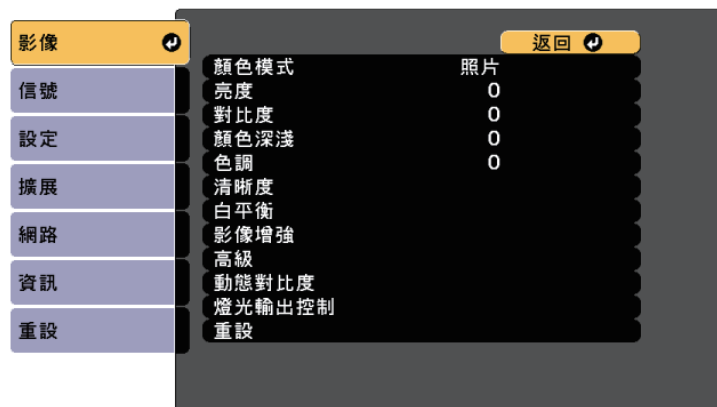 影像
信號
設定
擴展
網路
資訊
重設
返回
顏色模式 照片
亮度 0
對比度 0
顏色深淺 0
色調 0
清晰度
白平衡
影像增強
高級
動態對比度
燈光輸出控制
重設